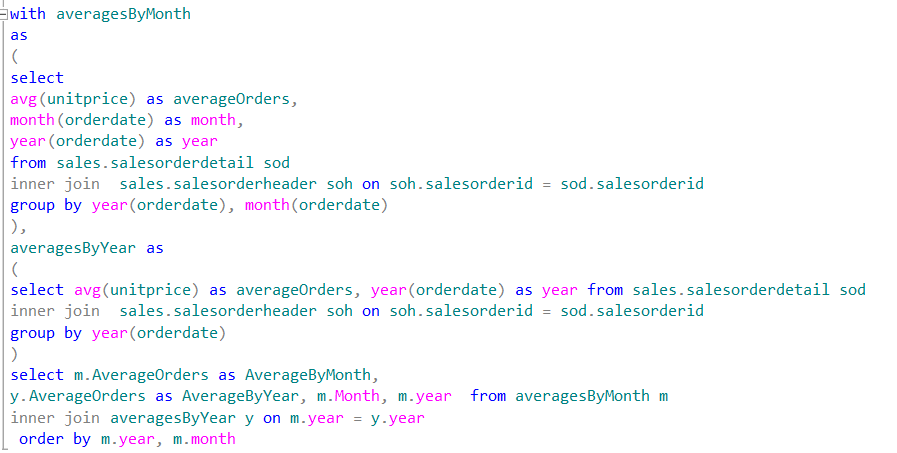 with averagesByMonth
as
(
select
avg(unitprice) as averageOrders,
month(orderdate) as month,
year(orderdate) as year
from sales.salesorderdetail sod
inner join  sales.salesorderheader soh on soh.salesorderid = sod.salesorderid
group by year(orderdate), month(orderdate)
),
averagesByYear as
(
select avg(unitprice) as averageOrders, year(orderdate) as year from sales.salesorderdetail sod
inner join  sales.salesorderheader soh on soh.salesorderid = sod.salesorderid
group by year(orderdate)
)
select m.AverageOrders as AverageByMonth,
y.AverageOrders as AverageByYear, m.Month, m.year  from averagesByMonth m
inner join averagesByYear y on m.year = y.year
 order by m.year, m.month